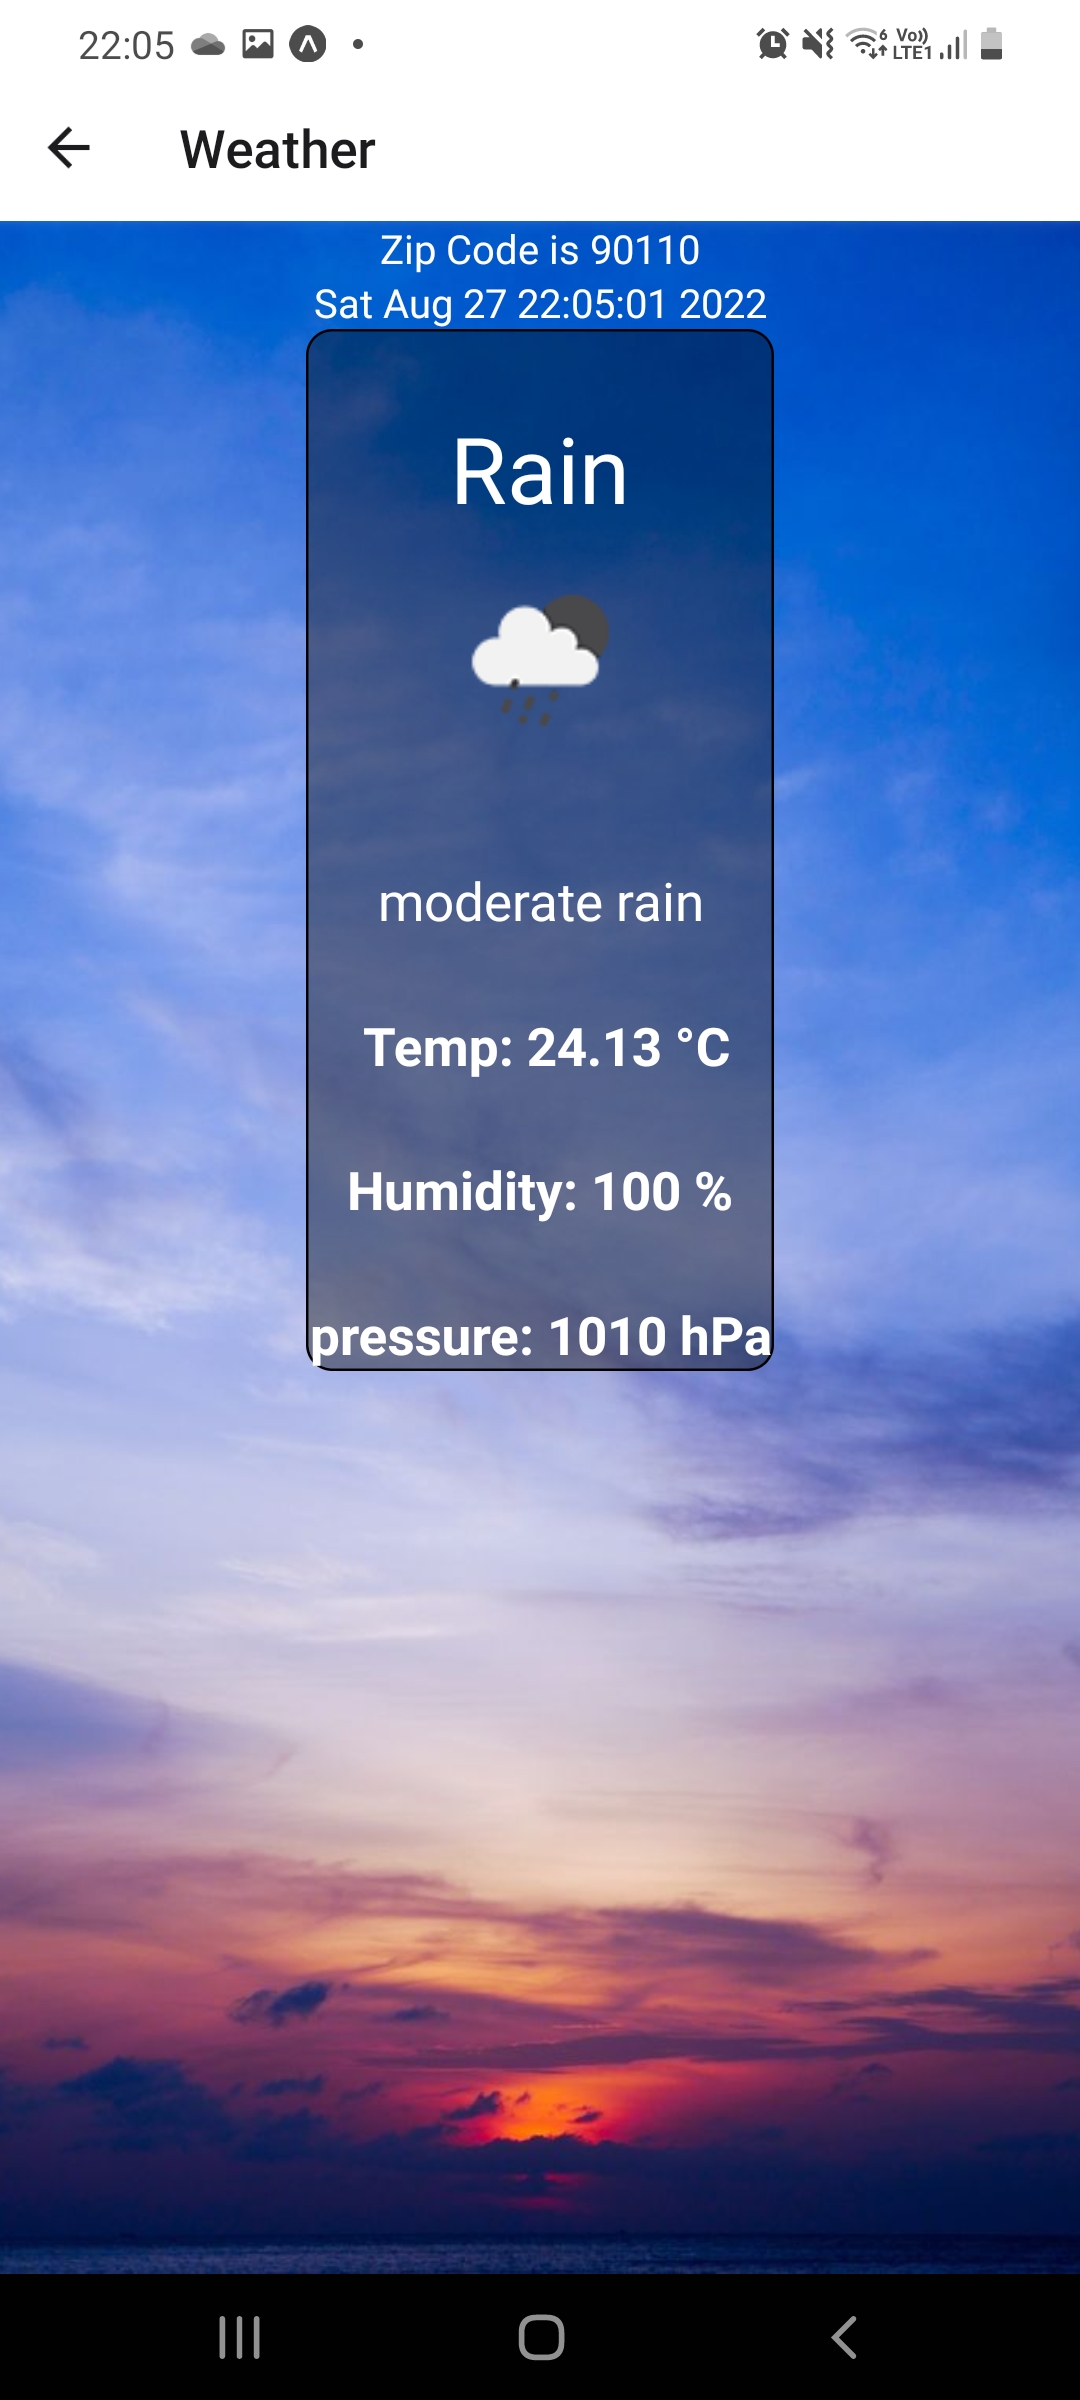 22:05
6 Vo))
LTE1
Weather
Zip Code is 90110
Sat Aug 27 22:05:01 2022
Rain
moderate rain
Temp: 24.13 °C
Humidity: 100 %
pressure: 1010 hPa